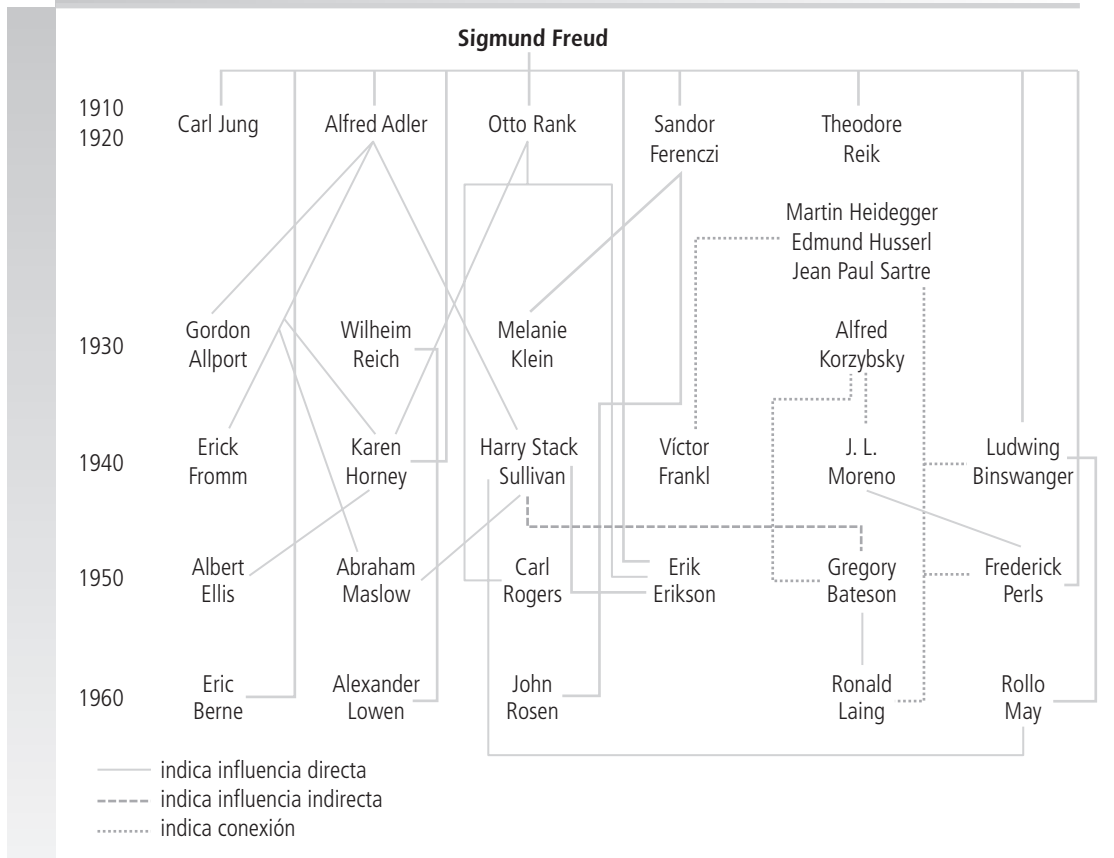 Sigmund Freud
1910
Carl Jung
Alfred Adler
Otto Rank
Sandor
Ferenczi
Theodore
Reik
1920
Martin Heidegger
Edmund Husserl
Jean Paul Sartre
1930
Gordon
Allport
Wilheim
Reich
Melanie
Klein
Alfred
Korzybsky
1940
Erick
Fromm
Karen
Horney
Harry Stack
Sullivan
Víctor
Frankl
J. L.
Moreno
Ludwing
Binswanger
1950
Albert
Ellis
Abraham
Maslow
Carl
Rogers
Erik
Erikson
Gregory
Bateson
Frederick
Perls
1960
Eric
Berne
Alexander
Lowen
John
Rosen
Ronald
Laing
Rollo
May
indica influencia directa
indica influencia indirecta
indica conexión